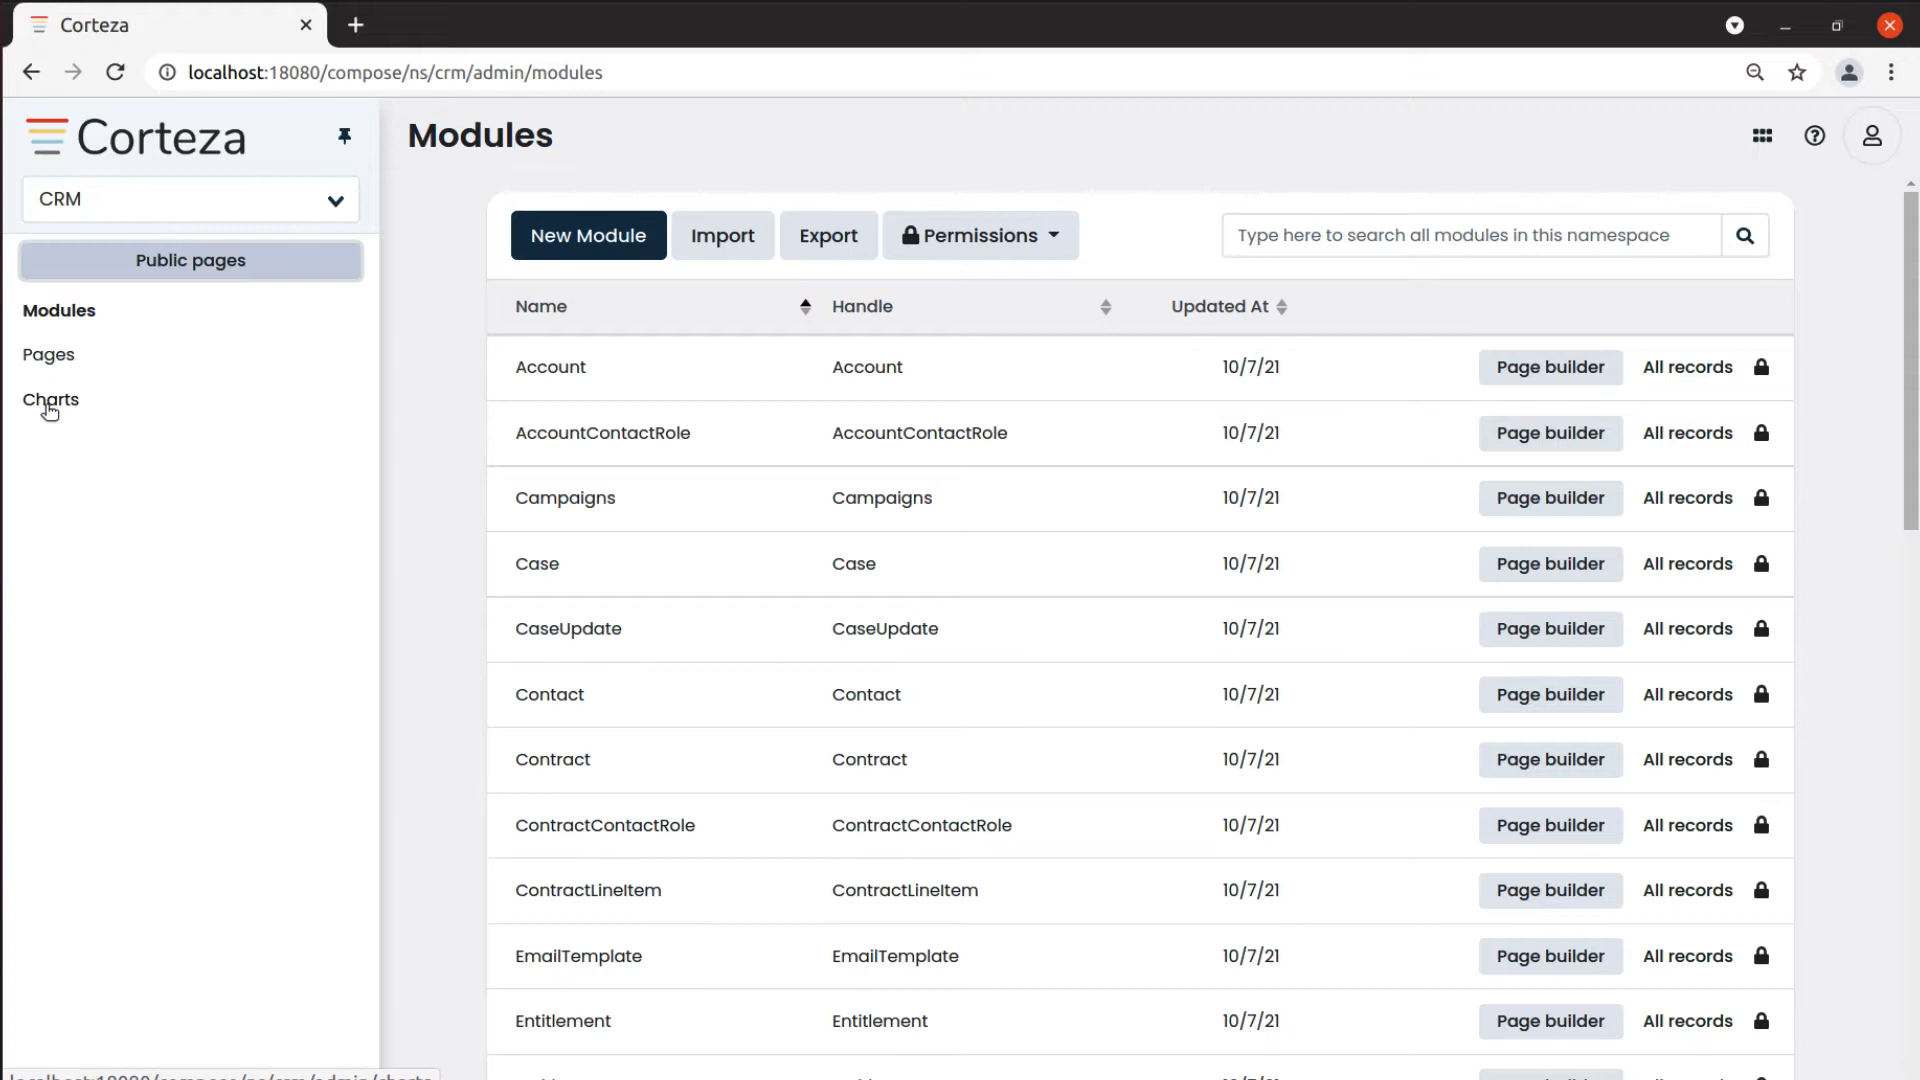 Corteza
localhost:18080/compose/ns/crm/admin/modules
Corteza
Modules
CRM
Public pages
Modules
Pages
Charts
New Module Import Export Permissions Type here to search all modules in this namespace
Name Handle Updated At
Account Account 10/7/21 Page builder All records
AccountContactRole AccountContactRole 10/7/21 Page builder All records
Campaigns Campaigns 10/7/21 Page builder All records
Case Case 10/7/21 Page builder All records
CaseUpdate CaseUpdate 10/7/21 Page builder All records
Contact Contact 10/7/21 Page builder All records
Contract Contract 10/7/21 Page builder All records
ContractContactRole ContractContactRole 10/7/21 Page builder All records
ContractLineItem ContractLineItem 10/7/21 Page builder All records
EmailTemplate EmailTemplate 10/7/21 Page builder All records
Entitlement Entitlement 10/7/21 Page builder All records